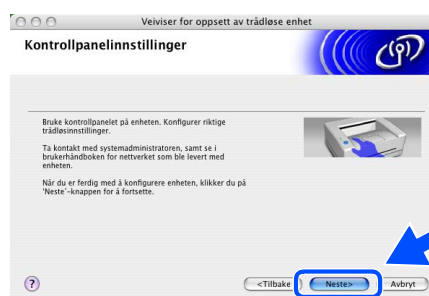 Veiviser for oppsett av trådløse enhet
Kontrollpanelinnstillinger
Bruke kontrollpanelet på enheten. Konfigurer riktige
trådløsinnstillinger.
Ta kontakt med systemadministratoren, samt se i
brukerhåndboken for nettverket som ble levert med
enheten.
Når du er ferdig med å konfigurere enheten, klikker du på
'Neste'-knappen for å fortsette.
?
<Tilbake
Neste>
Avbryt